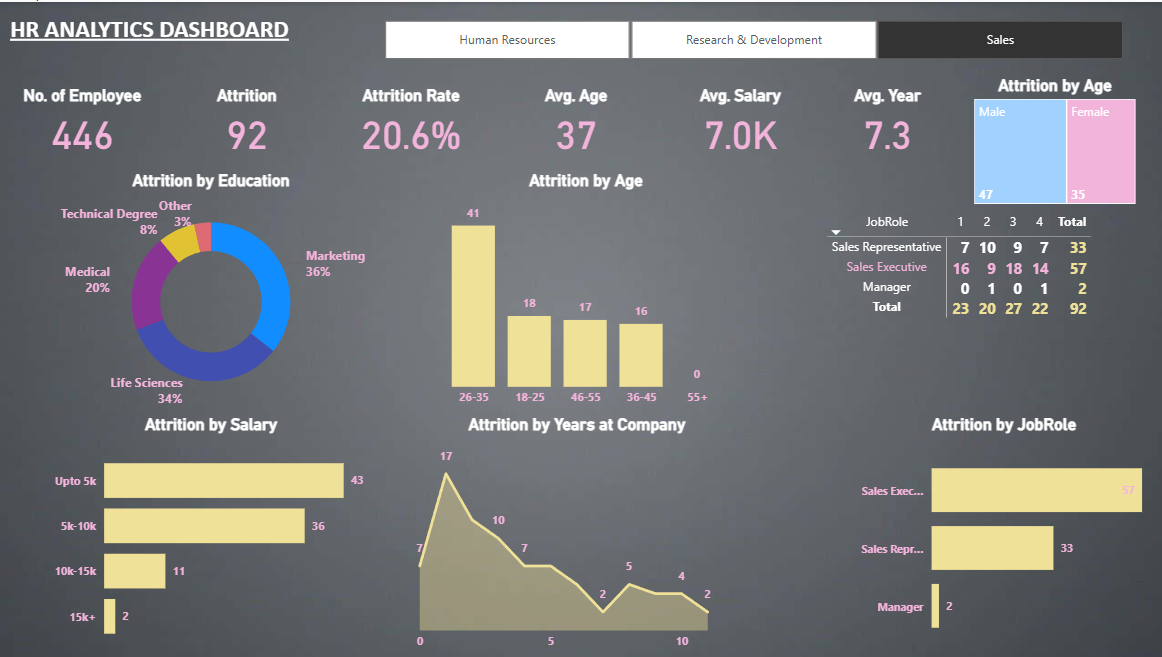 HR ANALYTICS DASHBOARD
Human Resources
Research & Development
Sales
No. of Employee
446
Attrition
92
Attrition Rate
20.6%
Avg. Age
37
Avg. Salary
7.0K
Avg. Year
7.3
Attrition by Age
Male
47
Female
35
Attrition by Education
Other
3%
Technical Degree
8%
Marketing
36%
Medical
20%
Life Sciences
34%
Attrition by Age
41
18
17
16
0
26-35 18-25 46-55 36-45 55+
JobRole 1 2 3 4 Total
Sales Representative 7 10 9 7 33
Sales Executive 16 9 18 14 57
Manager 0 1 0 1 2
Total 23 20 27 22 92
Attrition by Salary
Upto 5k 43
5k-10k 36
10k-15k 11
15k+ 2
Attrition by Years at Company
17
10
7
7
5
4
2
2
0 5 10
Attrition by JobRole
Sales Exec... 57
Sales Repr... 33
Manager 2